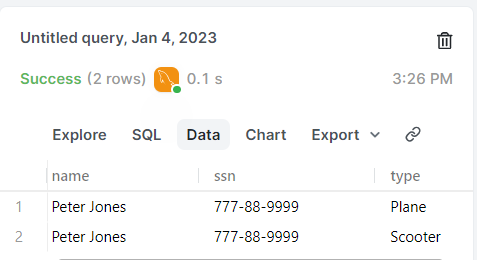 Untitled query, Jan 4, 2023
Success (2 rows) 0.1 s 3:26 PM
Explore SQL Data Chart Export
name ssn type
1 Peter Jones 777-88-9999 Plane
2 Peter Jones 777-88-9999 Scooter